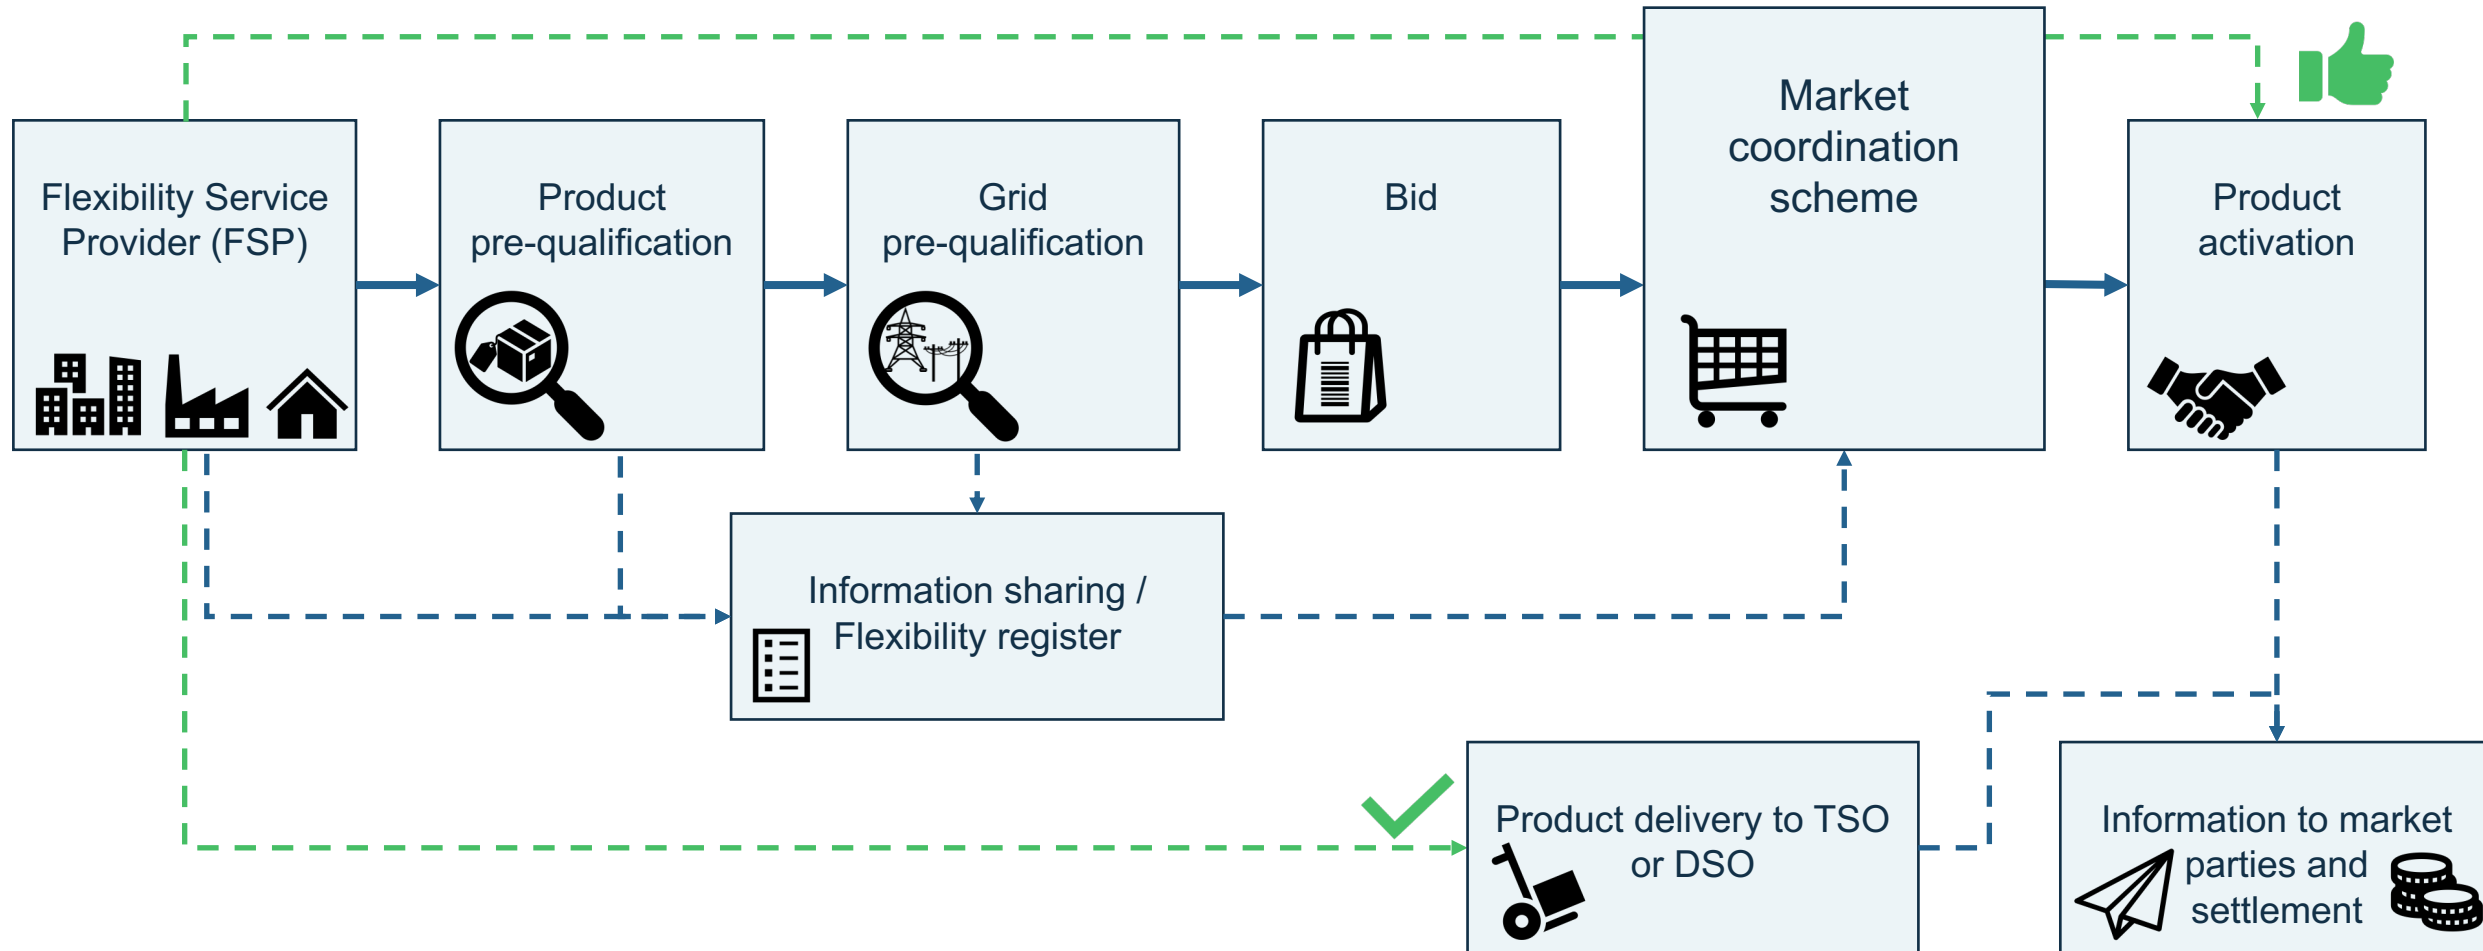 Flexibility Service
Provider (FSP)
Product
pre-qualification
Grid
pre-qualification
Bid
Market
coordination
scheme
Product
activation
Information sharing /
Flexibility register
Product delivery to TSO
or DSO
Information to market
parties and
settlement